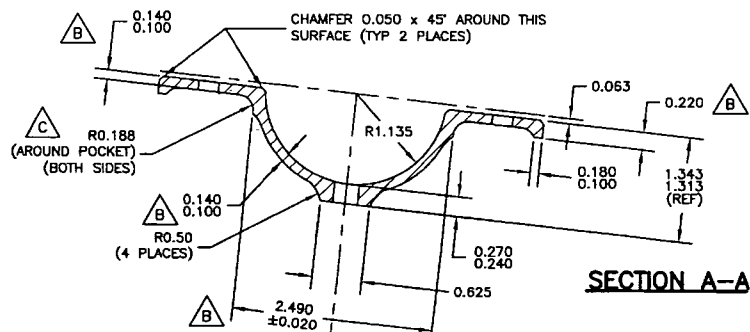 B
0.140
0.100
CHAMFER 0.050 x 45° AROUND THIS
SURFACE (TYP 2 PLACES)
0.063
0.220
B
C
R0.188
(AROUND POCKET)
(BOTH SIDES)
R1.135
0.180
0.100
1.343
1.313
(REF)
B
0.140
0.100
R0.50
(4 PLACES)
0.270
0.240
0.625
SECTION A-A
B
2.490
±0.020